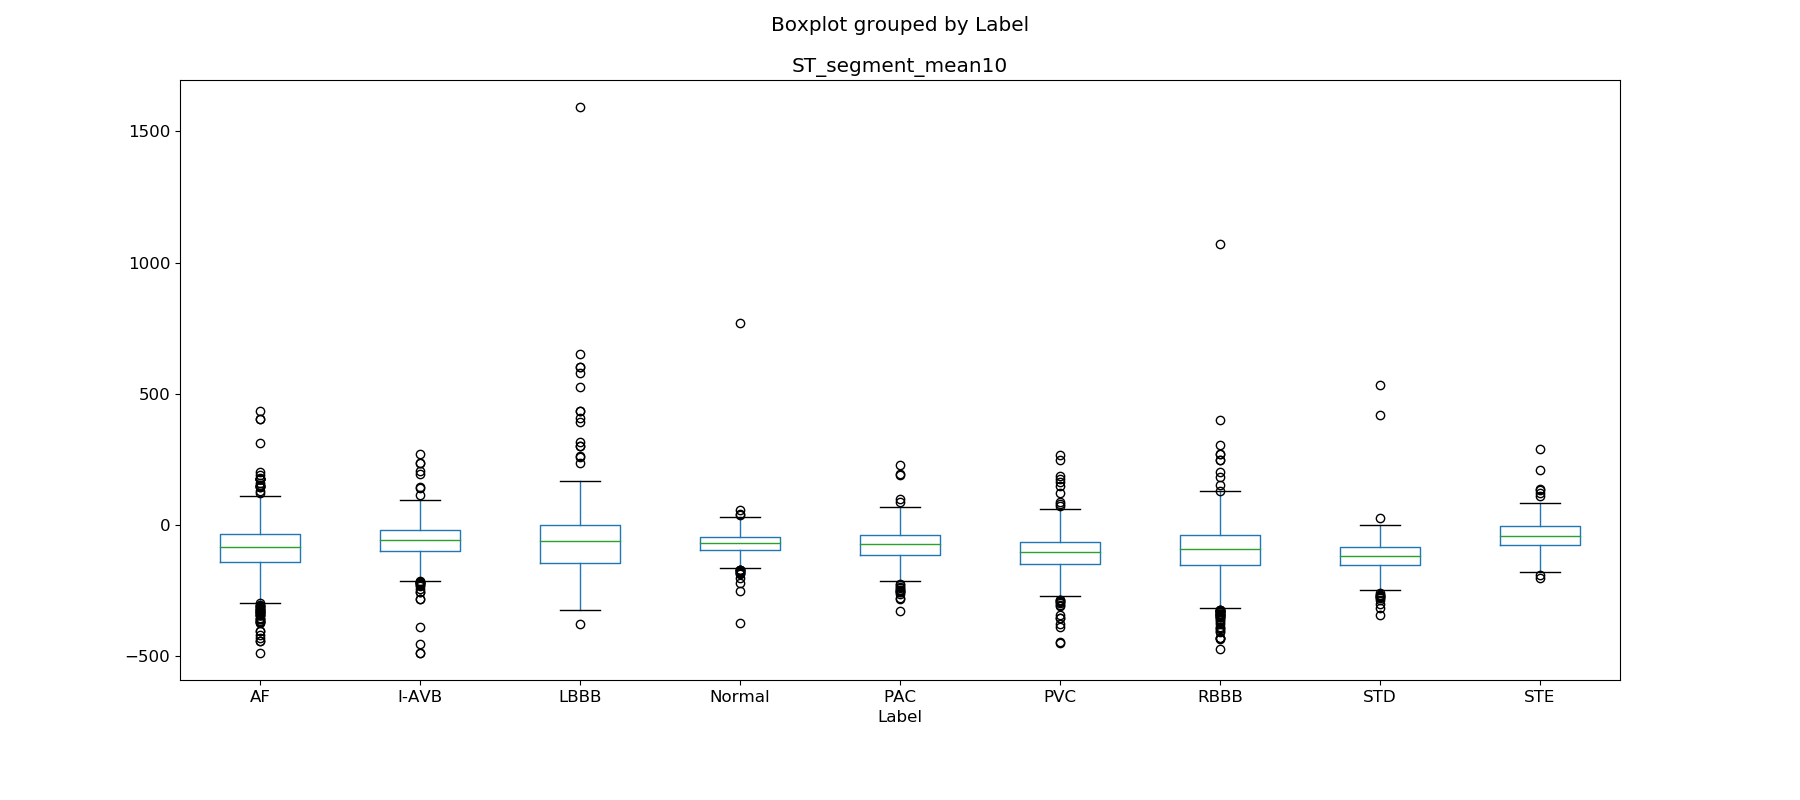 Boxplot grouped by Label
ST_segment_mean10
1500
1000
500
0
−500
AF I-AVB LBBB Normal PAC PVC RBBB STD STE
Label